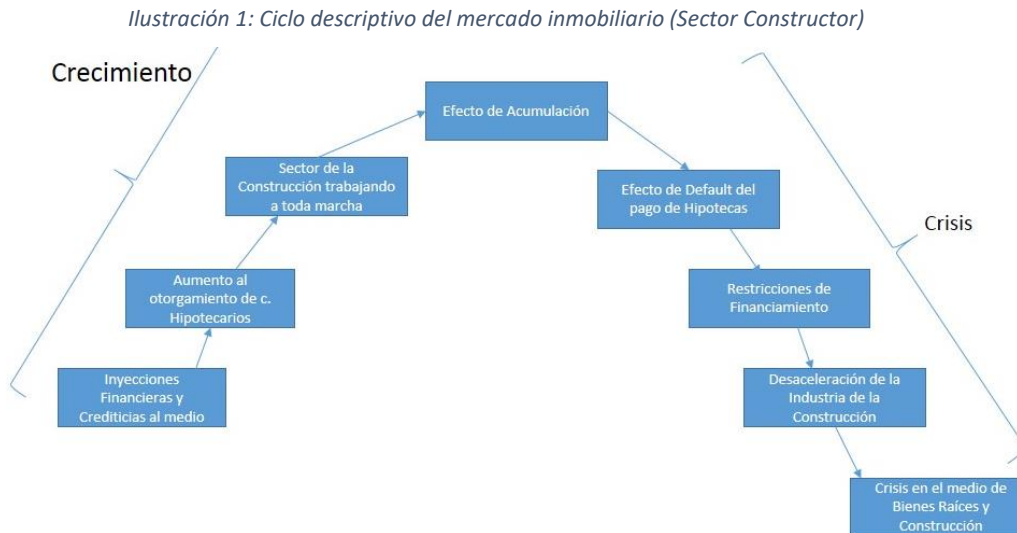 Ilustración 1: Ciclo descriptivo del mercado inmobiliario (Sector Constructor)
Crecimiento
Efecto de Acumulación
Sector de la
Construcción trabajando
a toda marcha
Efecto de Default del
pago de Hipotecas
Crisis
Aumento al
otorgamiento de c.
Hipotecarios
Restricciones de
Financiamiento
Inyecciones
Financieras y
Crediticias al medio
Desaceleración de la
Industria de la
Construcción
Crisis en el medio de
Bienes Raíces y
Construcción